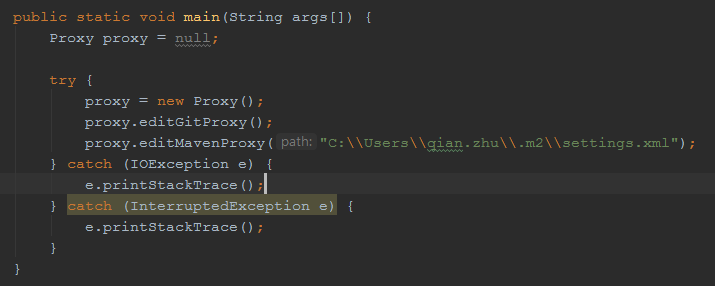 public static void main(String args[]) {
    Proxy proxy = null;

    try {
        proxy = new Proxy();
        proxy.editGitProxy();
        proxy.editMavenProxy( path: "C:\\Users\\qian.zhu\\.m2\\settings.xml");
    } catch (IOException e) {
        e.printStackTrace();
    } catch (InterruptedException e) {
        e.printStackTrace();
    }
}